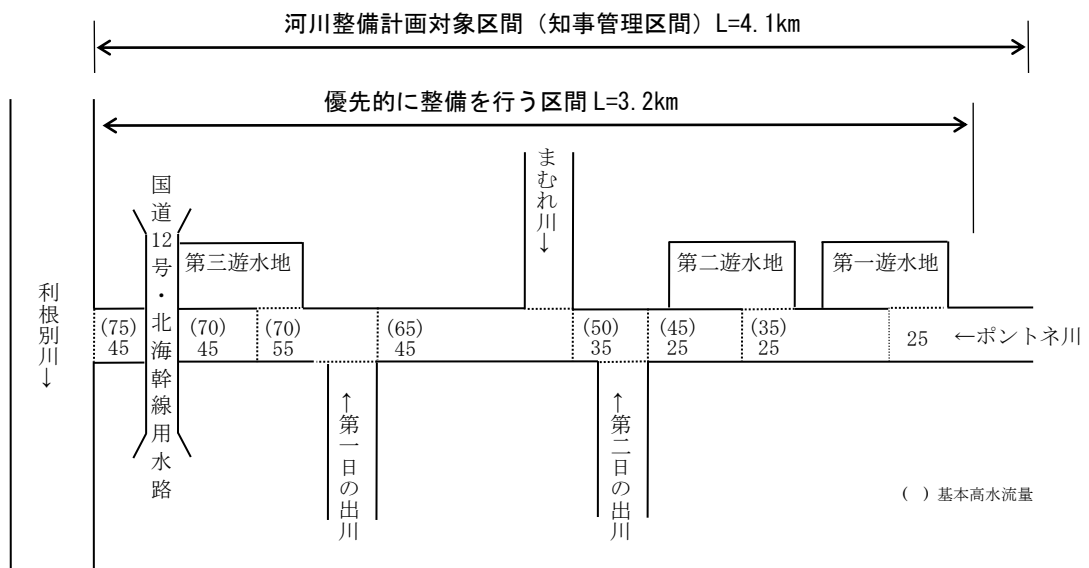 河川整備計画対象区間（知事管理区間）L=4.1km
優先的に整備を行う区間L=3.2km
利根別川→
国道12号・北海幹線用水路
第三遊水地
まむれ川→
第二遊水地
第一遊水地
(75)
45
(70)
45
(70)
55
(65)
45
(50)
35
(45)
25
(35)
25
25
←ポントネ川
←第一日の出川
←第二日の出川
( ) 基本高水流量